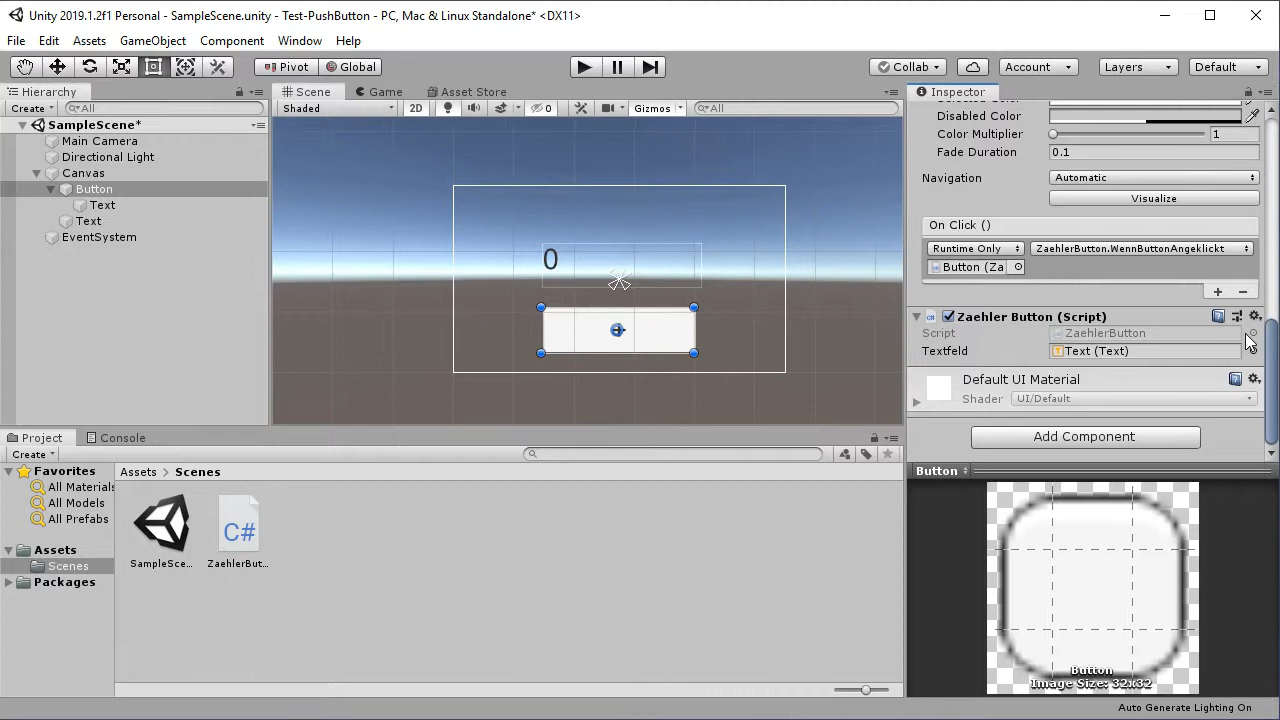 Unity 2019.1.2f1 Personal - SampleScene.unity - Test-PushButton - PC, Mac & Linux Standalone* <DX11>
File Edit Assets GameObject Component Window Help
Pivot Global Collab Account Layers Default
Hierarchy
Create All
SampleScene*
Main Camera
Directional Light
Canvas
Button
Text
Text
EventSystem
Scene Game Asset Store
Shaded 2D 0 Gizmos All
0
Inspector
Disabled Color
Color Multiplier 1
Fade Duration 0.1
Navigation Automatic
Visualize
On Click ()
Runtime Only ZaehlerButton.WennButtonAngeklickt
Button (Za
Zaehler Button (Script)
Script ZaehlerButton
Textfeld Text (Text)
Default UI Material
Shader UI/Default
Add Component
Button
Button
Image Size: 32x32
Project Console
Create
Favorites
All Materials
All Models
All Prefabs
Assets
Scenes
Packages
Assets > Scenes
C#
SampleSce...
ZaehlerBut...
Auto Generate Lighting On